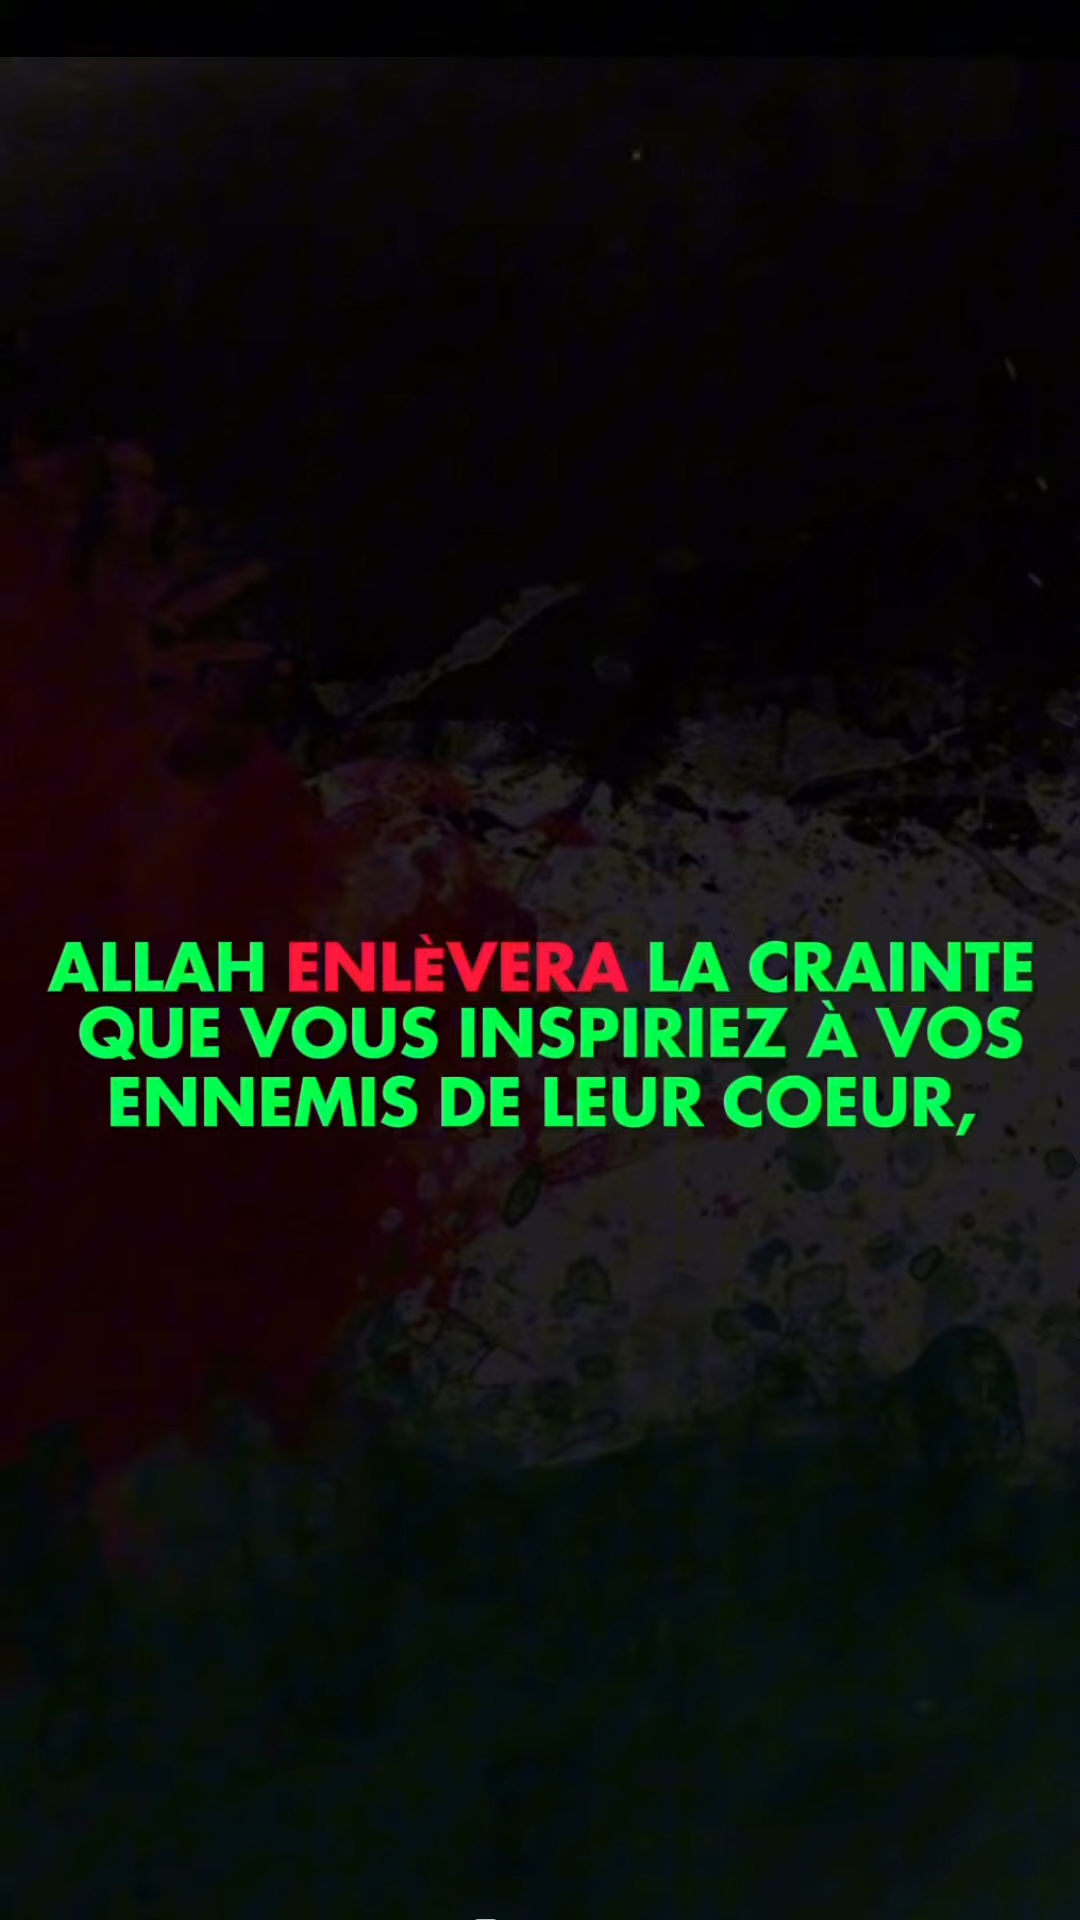 ALLAH ENLÈVERA LA CRAINTE
QUE VOUS INSPIRIEZ À VOS
ENNEMIS DE LEUR COEUR,